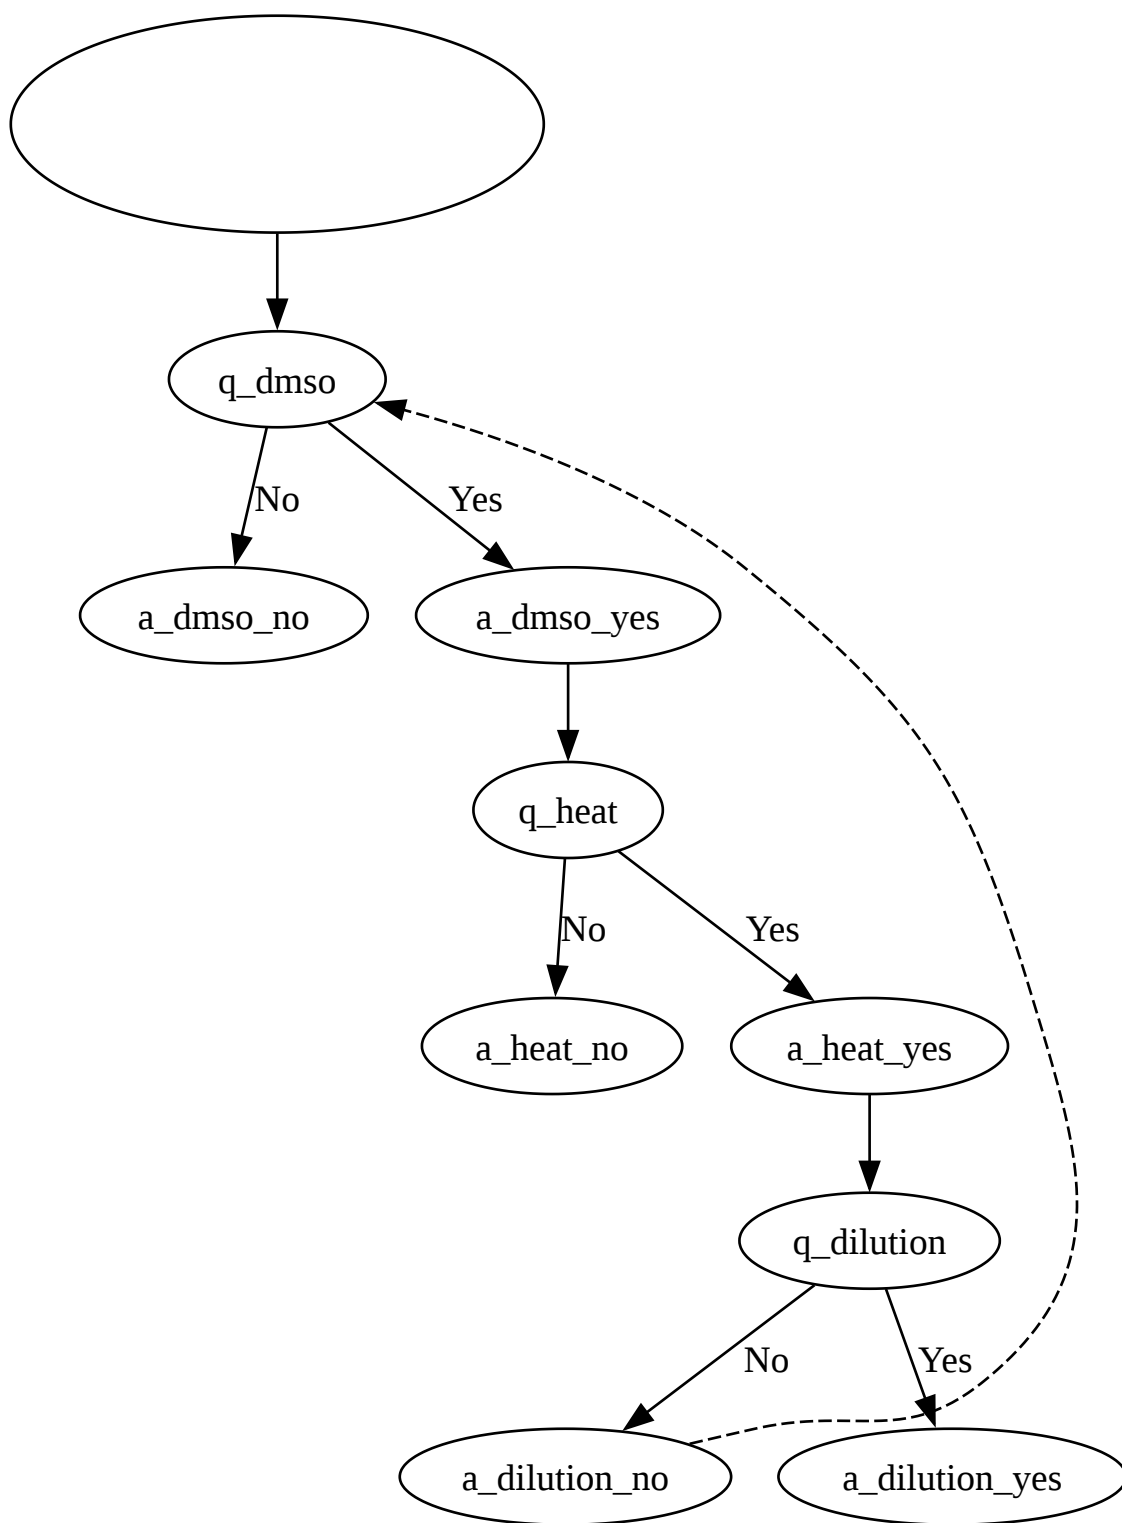 q_dmso
No
Yes
a_dmso_no
a_dmso_yes
q_heat
No
Yes
a_heat_no
a_heat_yes
q_dilution
No
Yes
a_dilution_no
a_dilution_yes